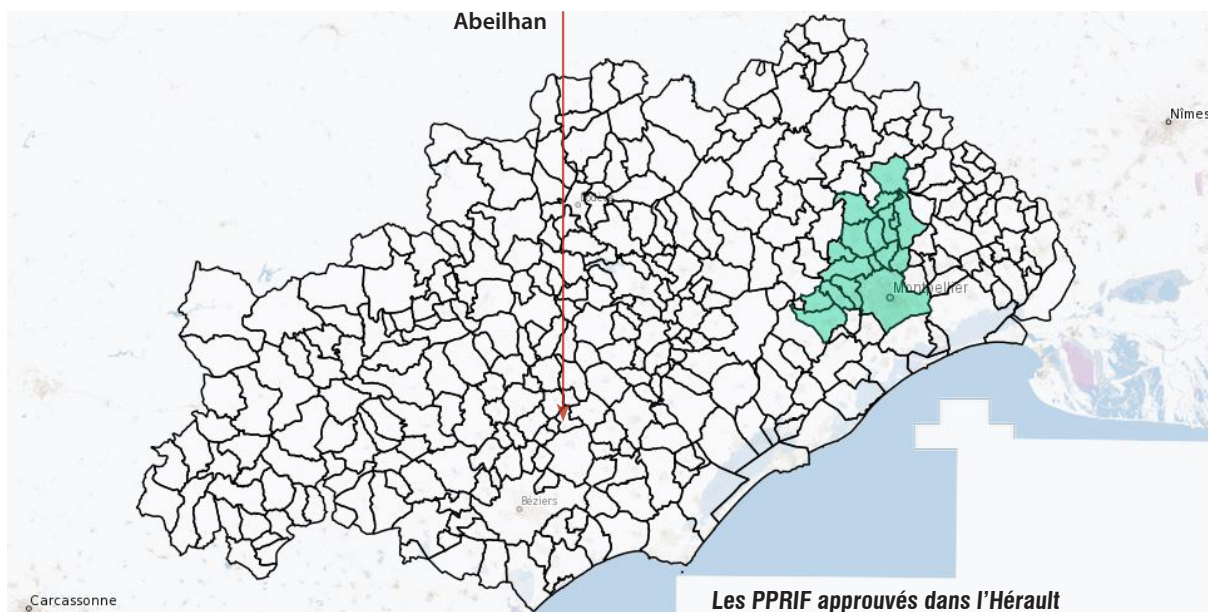 Abeilhan
Nîmes
Montpellier
Béziers
Carcassonne
Les PPRIF approuvés dans l'Hérault